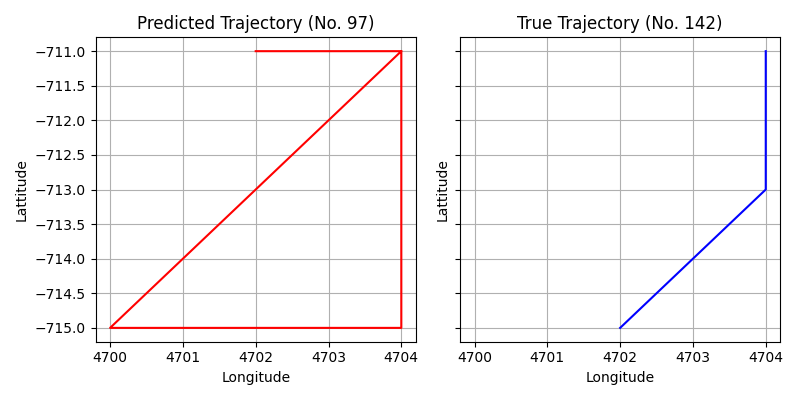 Predicted Trajectory (No. 97)
True Trajectory (No. 142)
Lattitude
−711.0
−711.5
−712.0
−712.5
−713.0
−713.5
−714.0
−714.5
−715.0
4700 4701 4702 4703 4704
Longitude
Lattitude
4700 4701 4702 4703 4704
Longitude